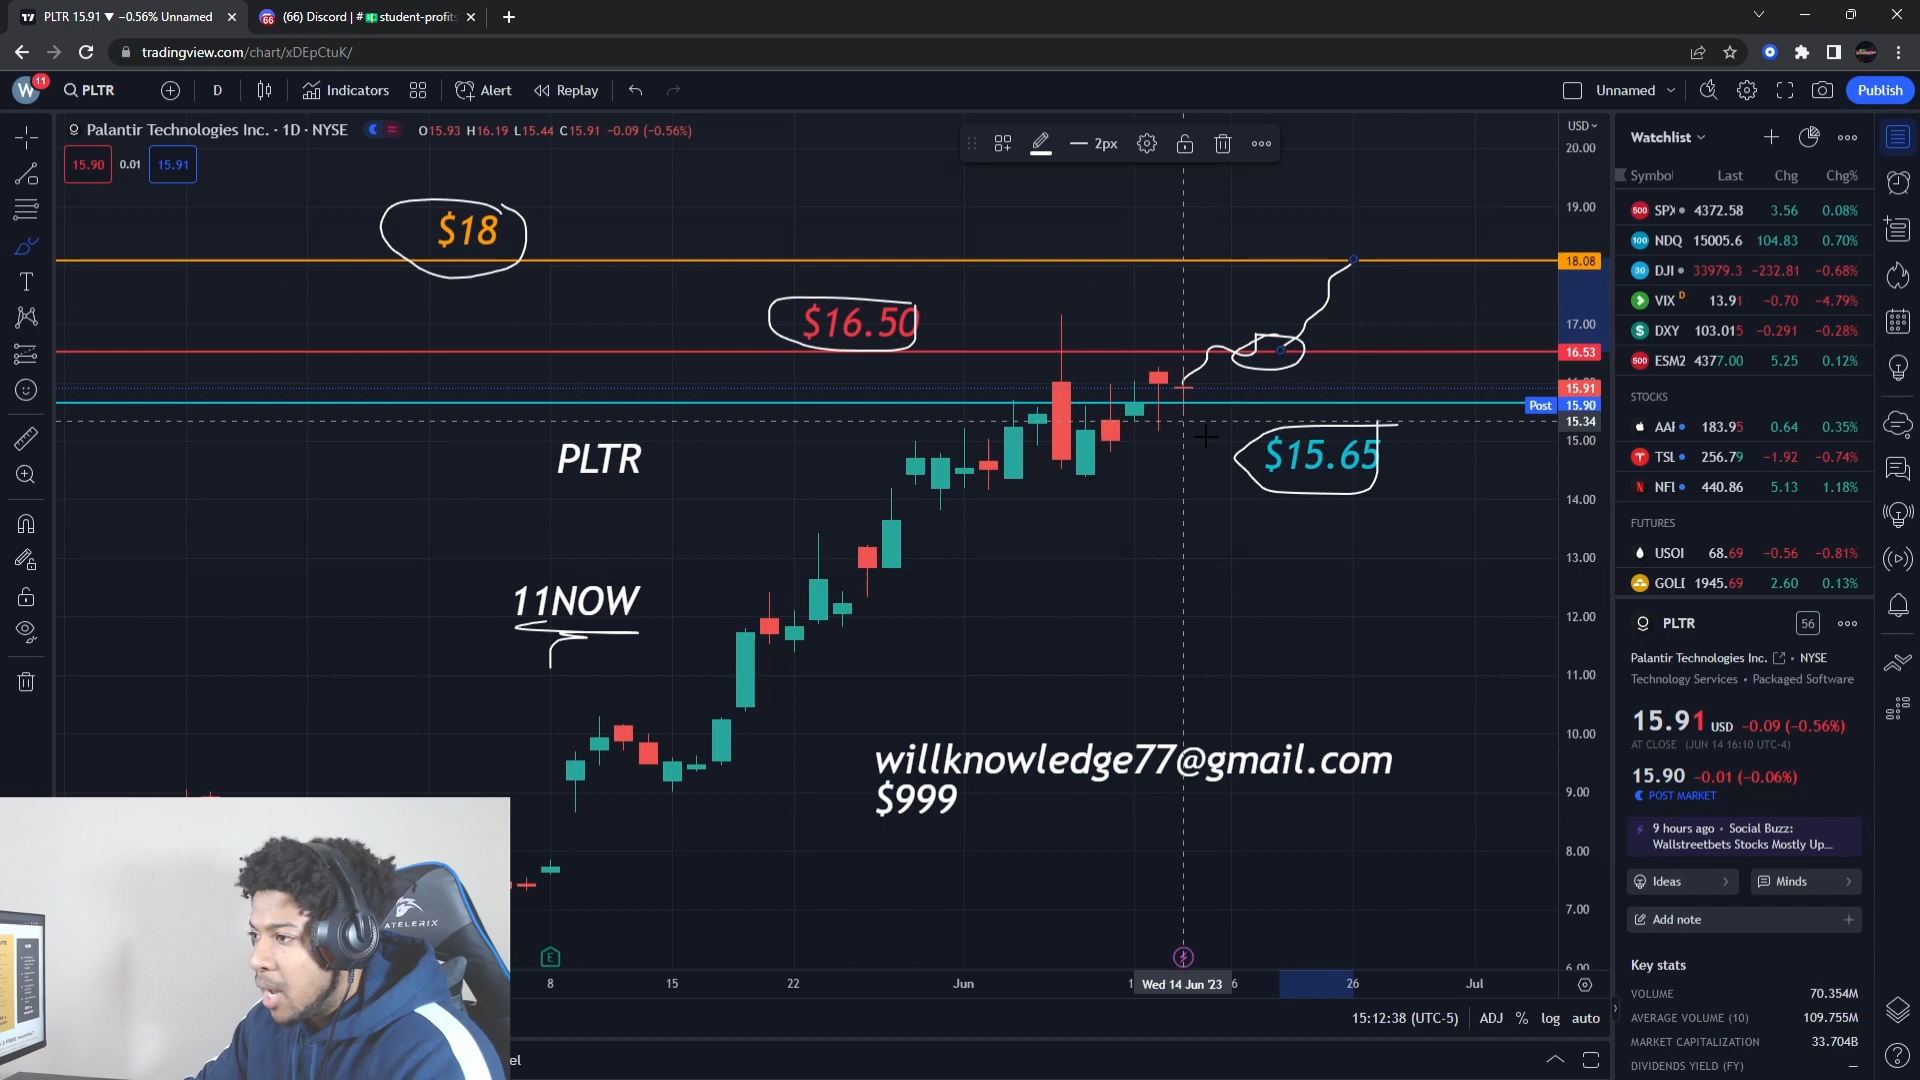 PLTR 15.91 ▼ −0.56% Unnamed
(66) Discord | # student-profits
tradingview.com/chart/xDEpCtuK/
W 11
PLTR
D
Indicators
Alert
Replay
Unnamed
Publish
Palantir Technologies Inc. · 1D · NYSE
O15.93 H16.19 L15.44 C15.91 −0.09 (−0.56%)
15.90 0.01 15.91
2px
$18
$16.50
$15.65
PLTR
11NOW
willknowledge77@gmail.com
$999
ATELERIX
USD
20.00
19.00
18.08
17.00
16.53
15.91
Post 15.90
15.34
15.00
14.00
13.00
12.00
11.00
10.00
9.00
8.00
7.00
6.00
E
8 15 22 Jun Wed 14 Jun '23 6 26 Jul
15:12:38 (UTC-5) ADJ % log auto
el
Watchlist
Symbol Last Chg Chg%
SPX 4372.58 3.56 0.08%
NDQ 15005.6 104.83 0.70%
DJI 33979.3 −232.81 −0.68%
VIX D 13.91 −0.70 −4.79%
DXY 103.015 −0.291 −0.28%
ESM2 4377.00 5.25 0.12%
STOCKS
AAF 183.95 0.64 0.35%
TSL 256.79 −1.92 −0.74%
NFL 440.86 5.13 1.18%
FUTURES
USOI 68.69 −0.56 −0.81%
GOLD 1945.69 2.60 0.13%
PLTR 56
Palantir Technologies Inc. • NYSE
Technology Services • Packaged Software
15.91 USD −0.09 (−0.56%)
AT CLOSE (JUN 14 16:10 UTC-4)
15.90 −0.01 (−0.06%)
POST MARKET
9 hours ago • Social Buzz:
Wallstreetbets Stocks Mostly Up...
Ideas
Minds
Add note
Key stats
VOLUME 70.354M
AVERAGE VOLUME (10) 109.755M
MARKET CAPITALIZATION 33.704B
DIVIDENDS YIELD (FY) —